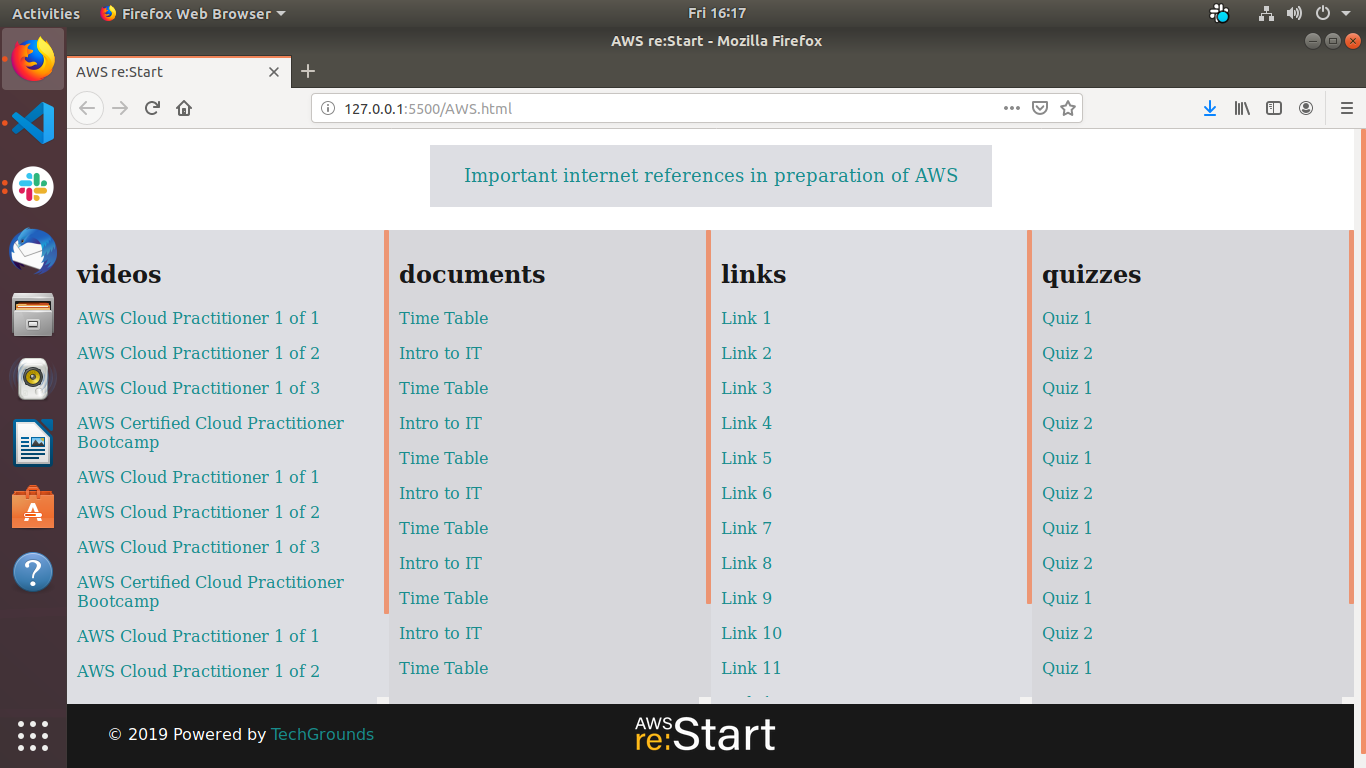 Activities
Firefox Web Browser
Fri 16:17
AWS re:Start - Mozilla Firefox
AWS re:Start
127.0.0.1:5500/AWS.html
Important internet references in preparation of AWS
videos
AWS Cloud Practitioner 1 of 1
AWS Cloud Practitioner 1 of 2
AWS Cloud Practitioner 1 of 3
AWS Certified Cloud Practitioner
Bootcamp
AWS Cloud Practitioner 1 of 1
AWS Cloud Practitioner 1 of 2
AWS Cloud Practitioner 1 of 3
AWS Certified Cloud Practitioner
Bootcamp
AWS Cloud Practitioner 1 of 1
AWS Cloud Practitioner 1 of 2
documents
Time Table
Intro to IT
Time Table
Intro to IT
Time Table
Intro to IT
Time Table
Intro to IT
Time Table
Intro to IT
Time Table
links
Link 1
Link 2
Link 3
Link 4
Link 5
Link 6
Link 7
Link 8
Link 9
Link 10
Link 11
quizzes
Quiz 1
Quiz 2
Quiz 1
Quiz 2
Quiz 1
Quiz 2
Quiz 1
Quiz 2
Quiz 1
Quiz 2
Quiz 1
© 2019 Powered by TechGrounds
AWS
re:Start